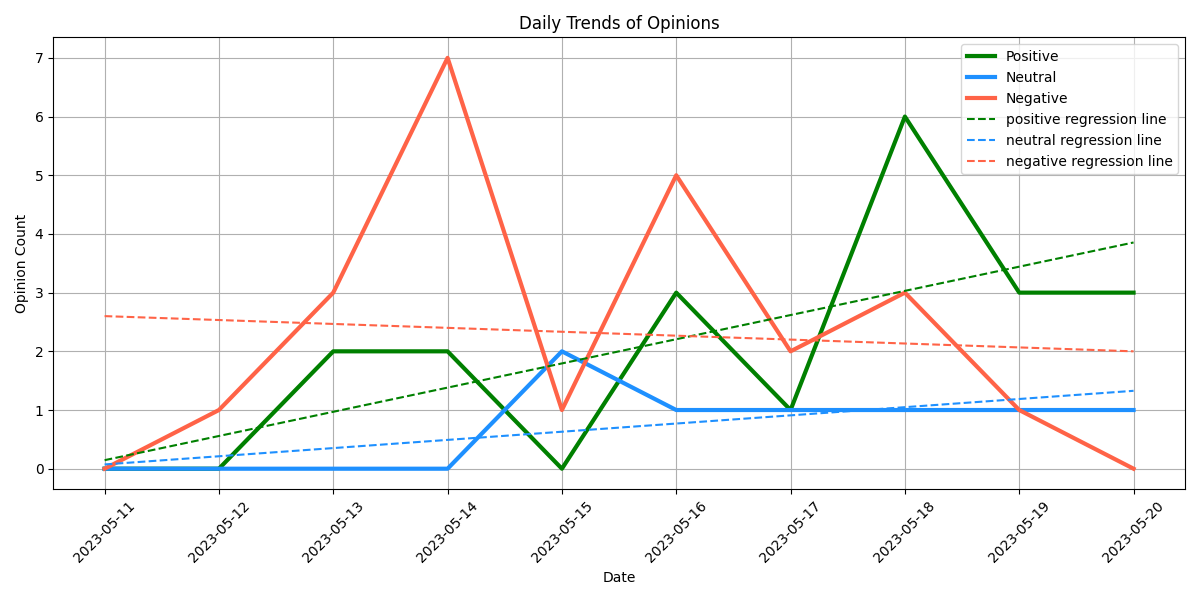 Daily Trends of Opinions
Positive
Neutral
Negative
positive regression line
neutral regression line
negative regression line
Opinion Count
7
6
5
4
3
2
1
0
2023-05-11
2023-05-12
2023-05-13
2023-05-14
2023-05-15
2023-05-16
2023-05-17
2023-05-18
2023-05-19
2023-05-20
Date